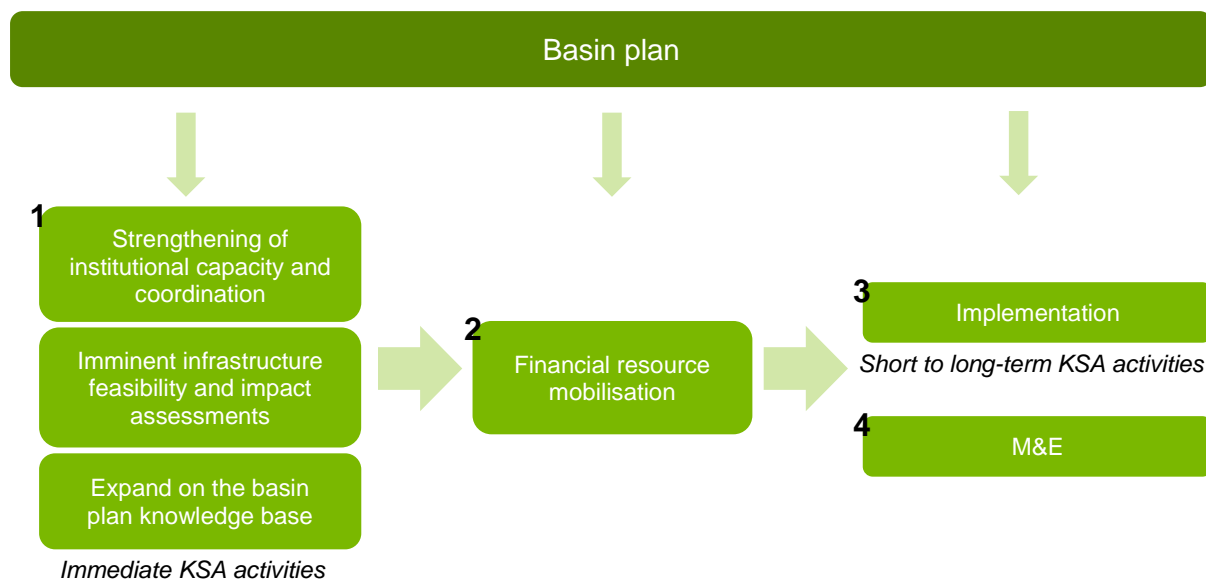 Basin plan
1
Strengthening of
institutional capacity and
coordination
Imminent infrastructure
feasibility and impact
assessments
Expand on the basin
plan knowledge base
Immediate KSA activities
2
Financial resource
mobilisation
3
Implementation
Short to long-term KSA activities
4
M&E